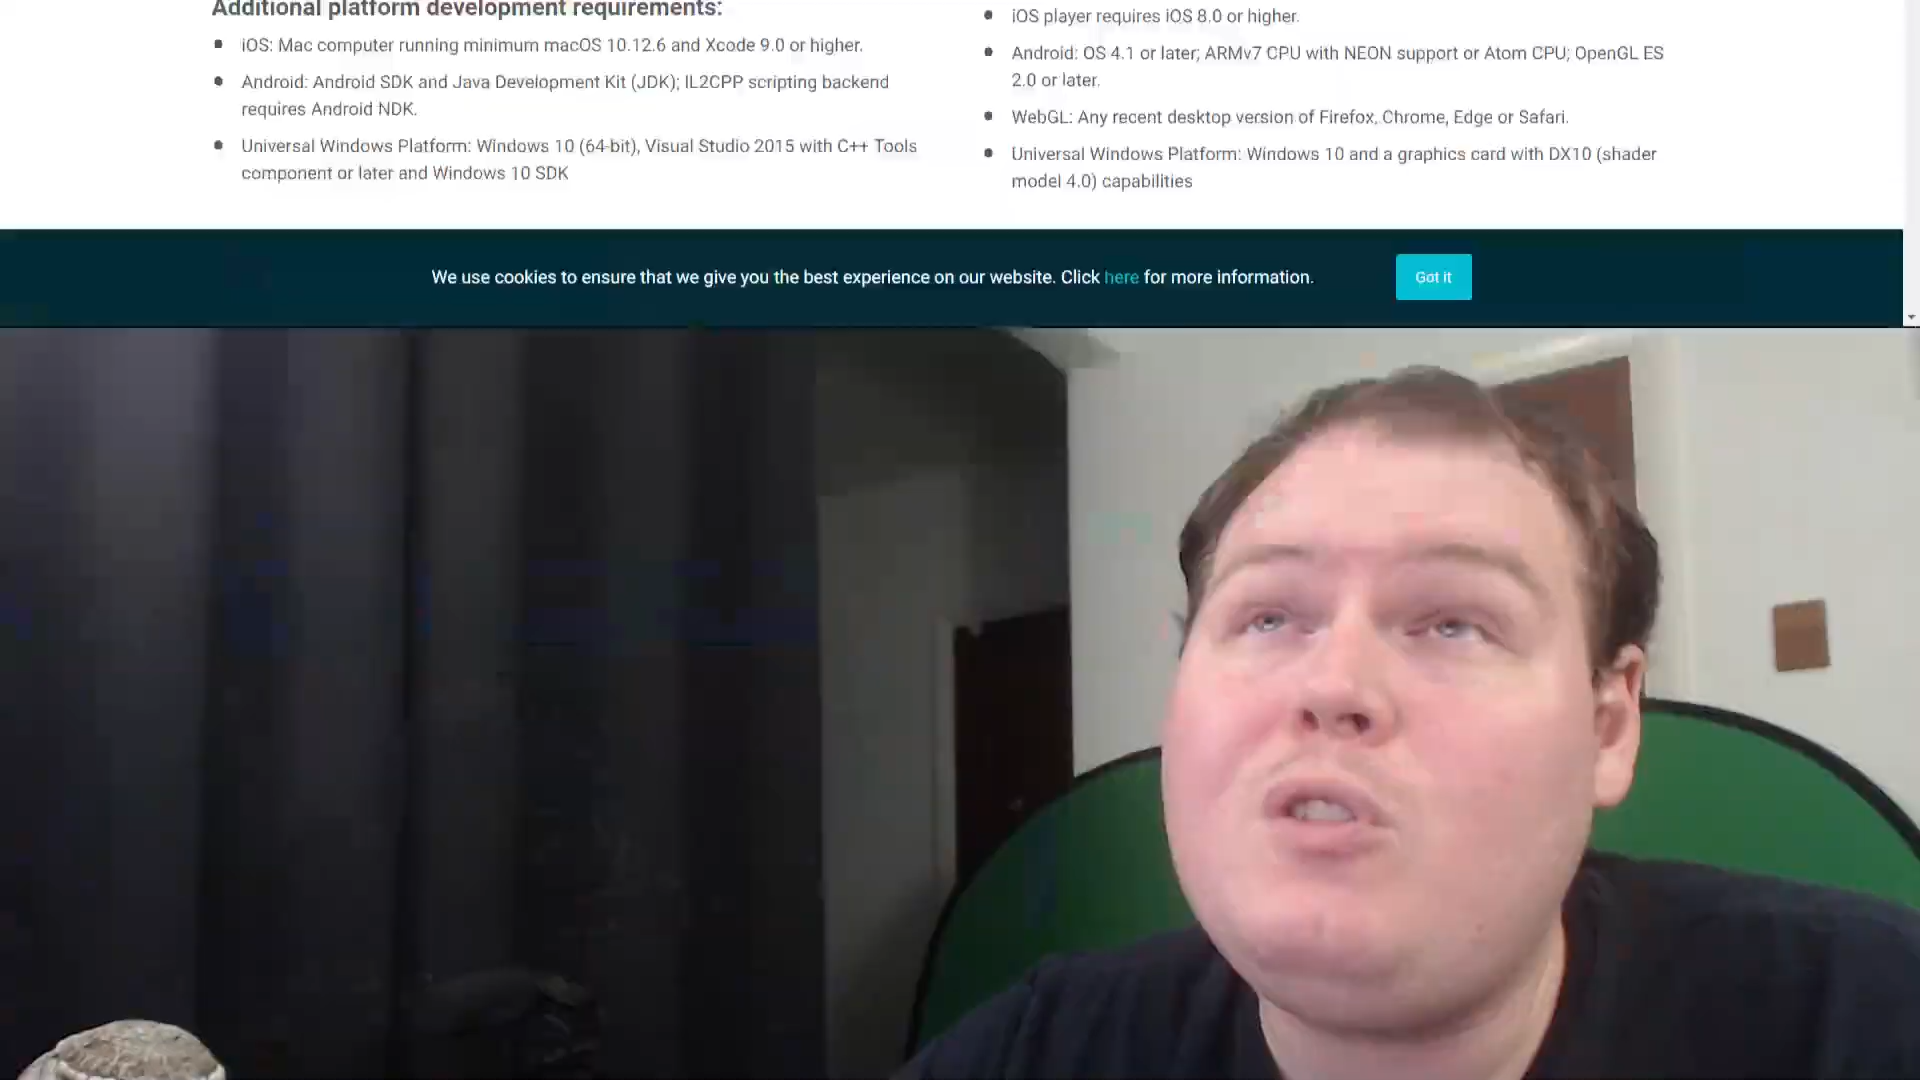 Additional platform development requirements:
iOS: Mac computer running minimum macOS 10.12.6 and Xcode 9.0 or higher.
Android: Android SDK and Java Development Kit (JDK); IL2CPP scripting backend
requires Android NDK.
Universal Windows Platform: Windows 10 (64-bit), Visual Studio 2015 with C++ Tools
component or later and Windows 10 SDK
iOS player requires iOS 8.0 or higher.
Android: OS 4.1 or later; ARMv7 CPU with NEON support or Atom CPU; OpenGL ES
2.0 or later.
WebGL: Any recent desktop version of Firefox, Chrome, Edge or Safari.
Universal Windows Platform: Windows 10 and a graphics card with DX10 (shader
model 4.0) capabilities
We use cookies to ensure that we give you the best experience on our website. Click here for more information.
Got it